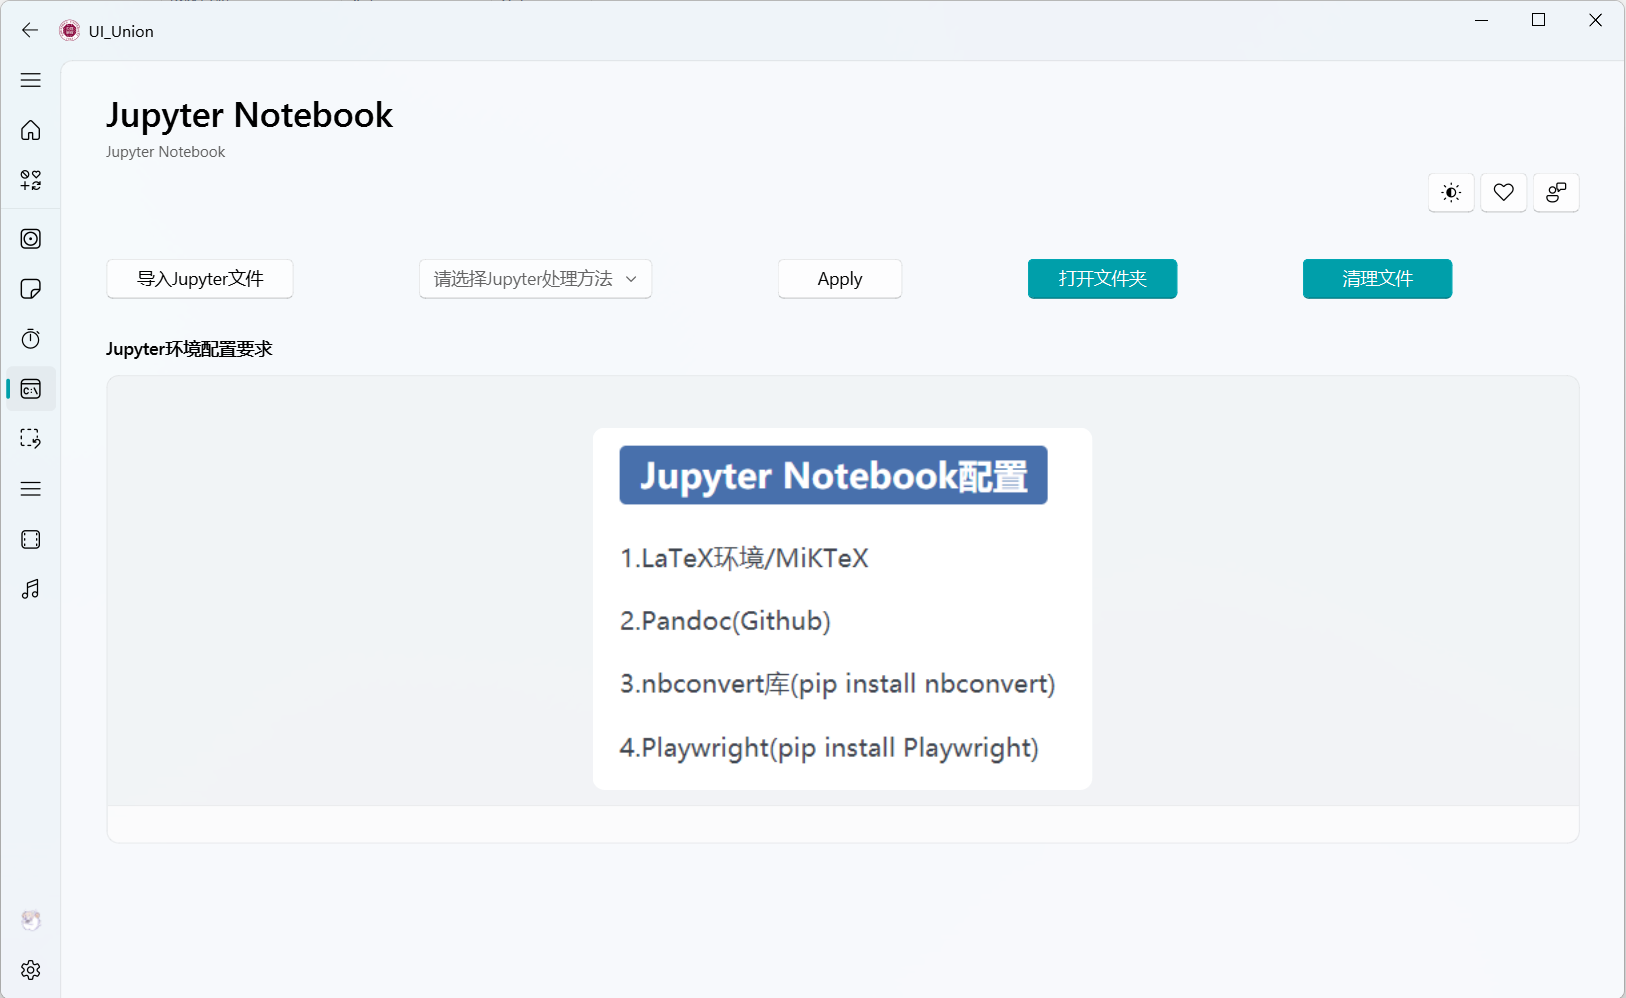 UI_Union
Jupyter Notebook
Jupyter Notebook
导入Jupyter文件
请选择Jupyter处理方法
Apply
打开文件夹
清理文件
Jupyter环境配置要求
C:\
Jupyter Notebook配置
1.LaTeX环境/MiKTeX
2.Pandoc(Github)
3.nbconvert库(pip install nbconvert)
4.Playwright(pip install Playwright)